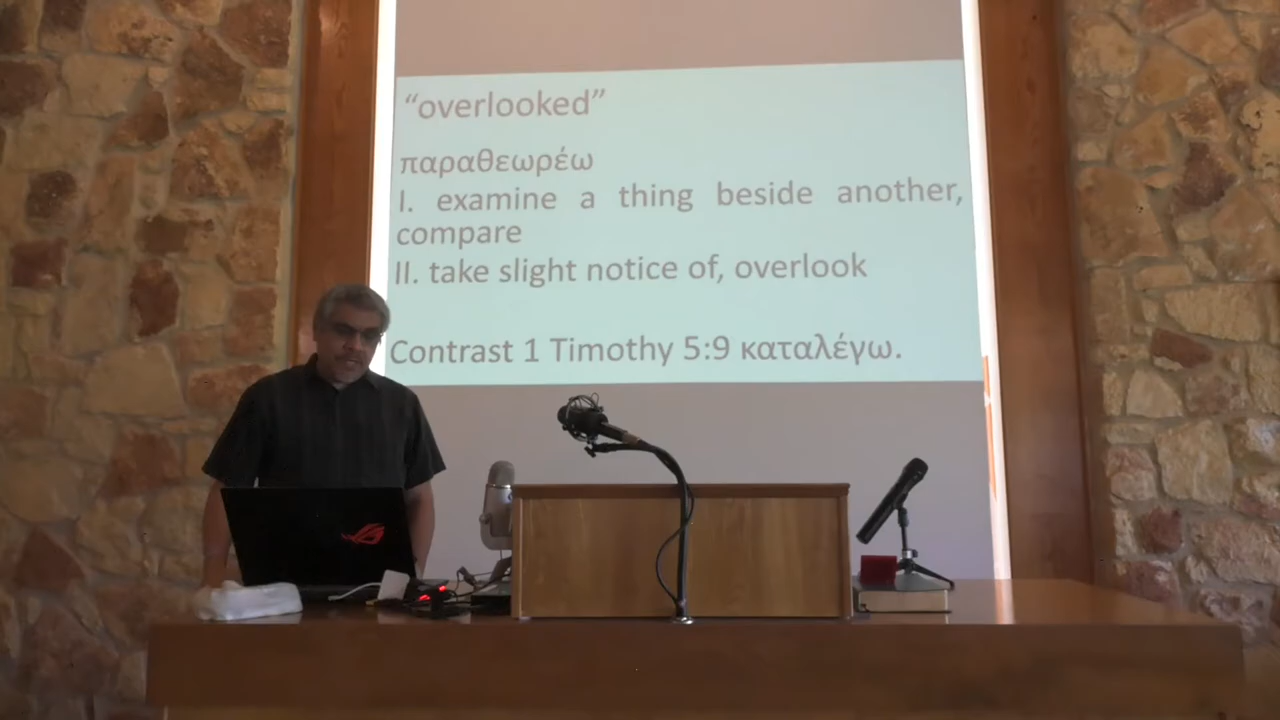 “overlooked”
παραθεωρέω
I. examine a thing beside another,
compare
II. take slight notice of, overlook
Contrast 1 Timothy 5:9 καταλέγω.